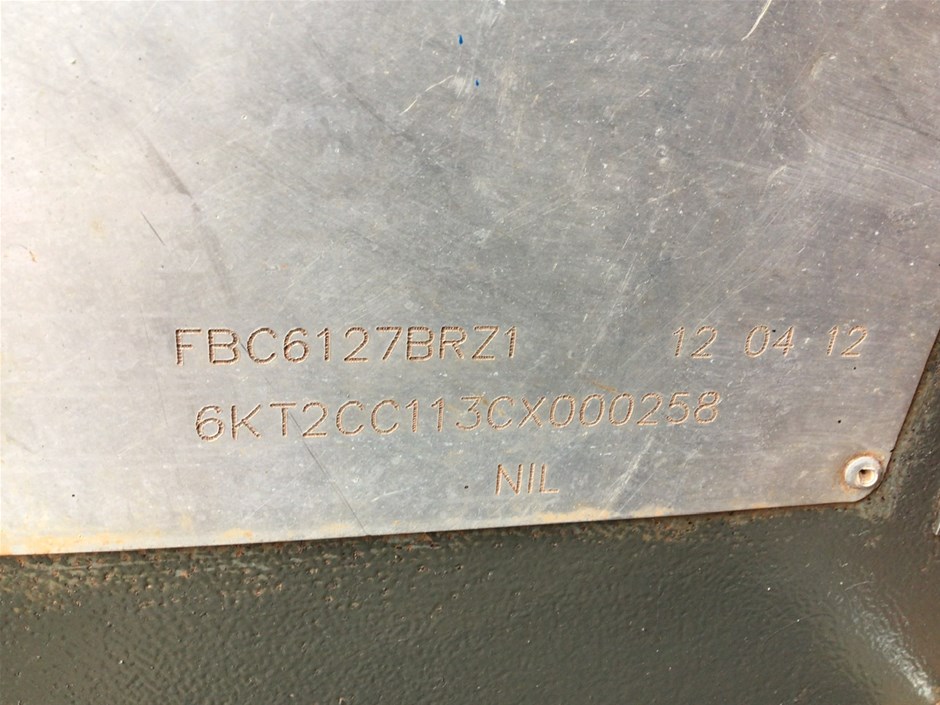 FBC6127BRZ1 12 04 12
6KT2CC113CX000258
NIL